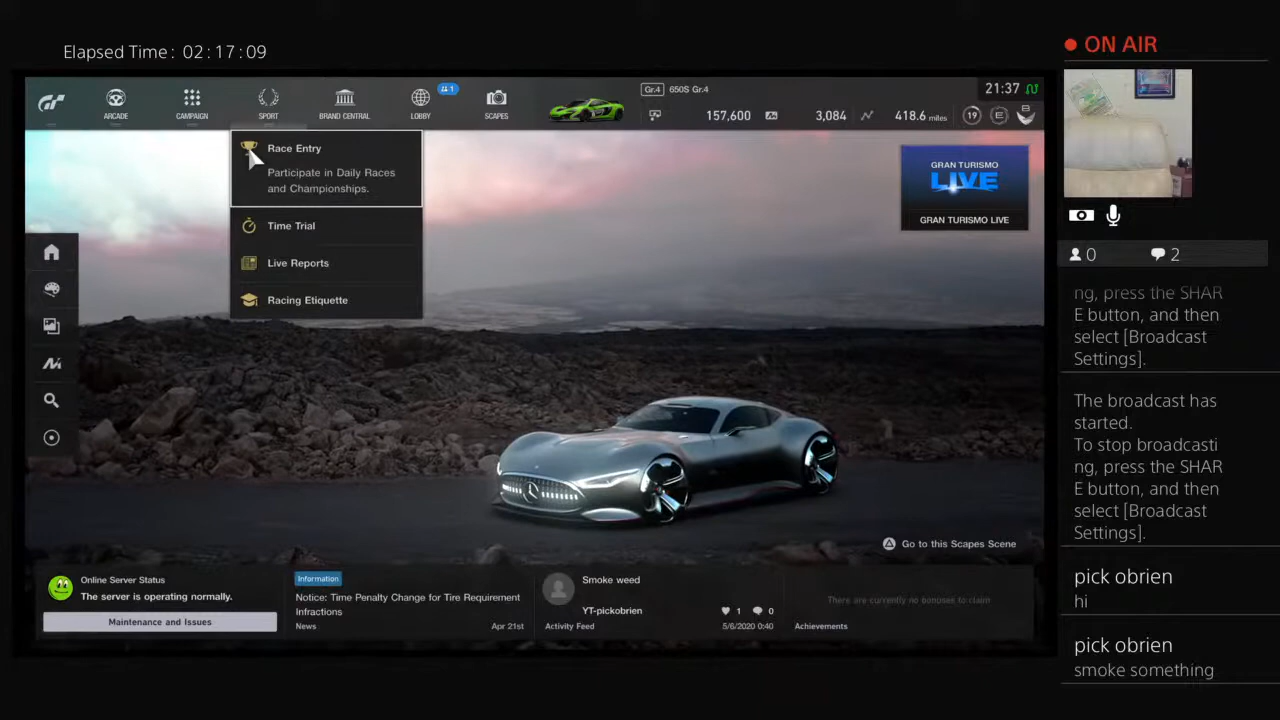 Elapsed Time: 02:17:09
ON AIR
ARCADE
CAMPAIGN
SPORT
BRAND CENTRAL
LOBBY
1
SCAPES
Gr.4 650S Gr.4
21:37
157,600
3,084
418.6 miles
19
E
Race Entry
Participate in Daily Races
and Championships.
Time Trial
Live Reports
Racing Etiquette
GRAN TURISMO
LIVE
GRAN TURISMO LIVE
0
2
ng, press the SHAR
E button, and then
select [Broadcast
Settings].
The broadcast has
started.
To stop broadcasti
ng, press the SHAR
E button, and then
select [Broadcast
Settings].
pick obrien
hi
pick obrien
smoke something
Go to this Scapes Scene
Online Server Status
The server is operating normally.
Maintenance and Issues
Information
Notice: Time Penalty Change for Tire Requirement
Infractions
News
Apr 21st
Smoke weed
YT-pickobrien
1
0
Activity Feed
5/6/2020 0:40
There are currently no bonuses to claim
Achievements